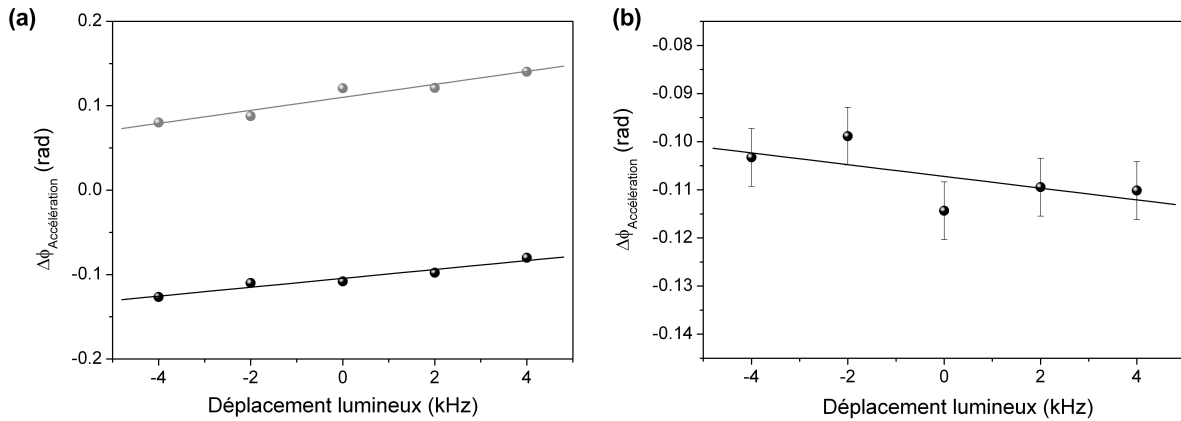 (a)
0.2
0.1
0.0
-0.1
-0.2
ΔϕAccélération (rad)
-4 -2 0 2 4
Déplacement lumineux (kHz)
(b)
-0.08
-0.09
-0.10
-0.11
-0.12
-0.13
-0.14
ΔϕAccélération (rad)
-4 -2 0 2 4
Déplacement lumineux (kHz)